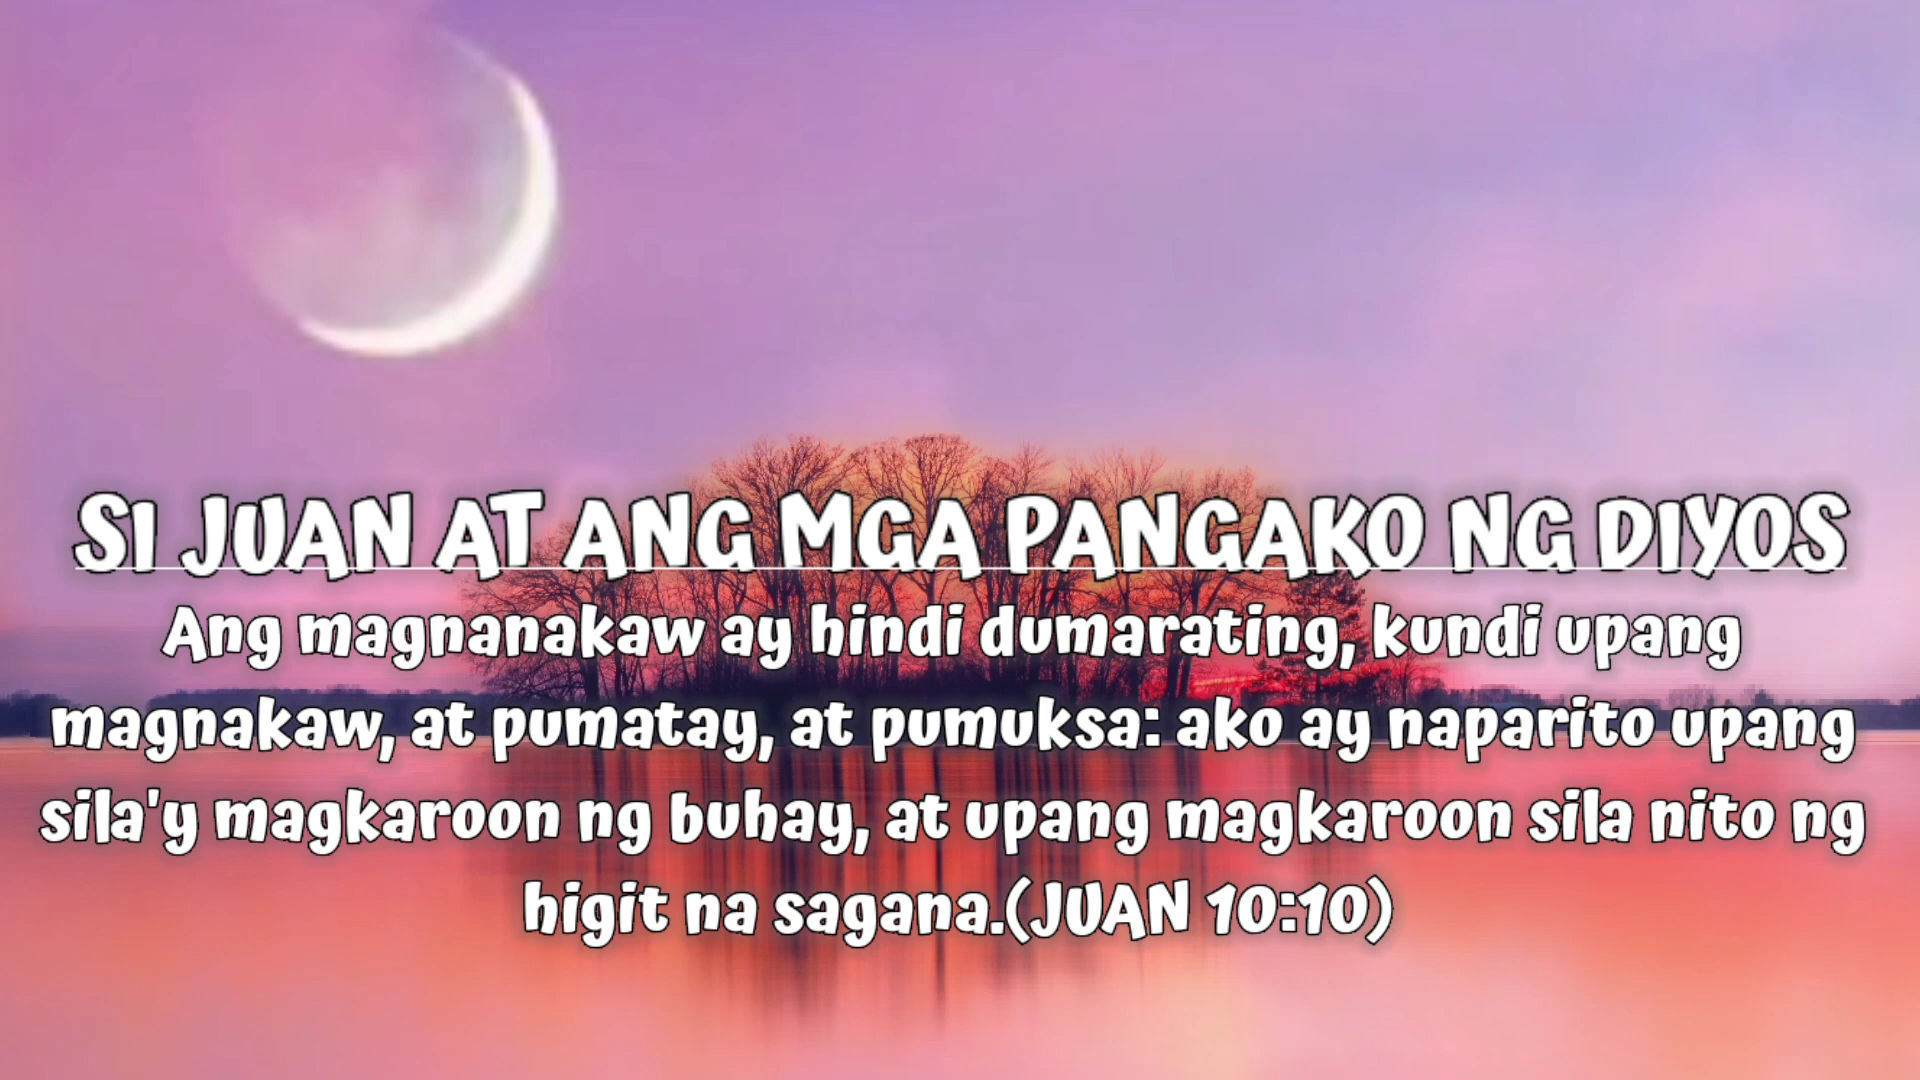 SI JUAN AT ANG MGA PANGAKO NG DIYOS
Ang magnanakaw ay hindi dumarating, kundi upang
magnakaw, at pumatay, at pumuksa: ako ay naparito upang
sila'y magkaroon ng buhay, at upang magkaroon sila nito ng
higit na sagana.(JUAN 10:10)